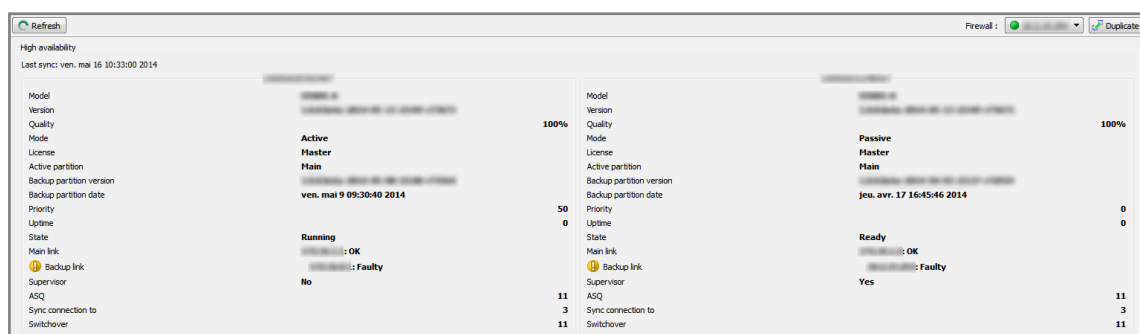 Refresh
Firewall :
Duplicate
High availability
Last sync: ven. mai 16 10:33:00 2014
Model
Version
Quality 100%
Mode Active
License Master
Active partition Main
Backup partition version
Backup partition date ven. mai 9 09:30:40 2014
Priority 50
Uptime 0
State Running
Main link : OK
Backup link : Faulty
Supervisor No
ASQ 11
Sync connection to 3
Switchover 11
Model
Version
Quality 100%
Mode Passive
License Master
Active partition Main
Backup partition version
Backup partition date jeu. avr. 17 16:45:46 2014
Priority 0
Uptime 0
State Ready
Main link : OK
Backup link : Faulty
Supervisor Yes
ASQ 11
Sync connection to 3
Switchover 11